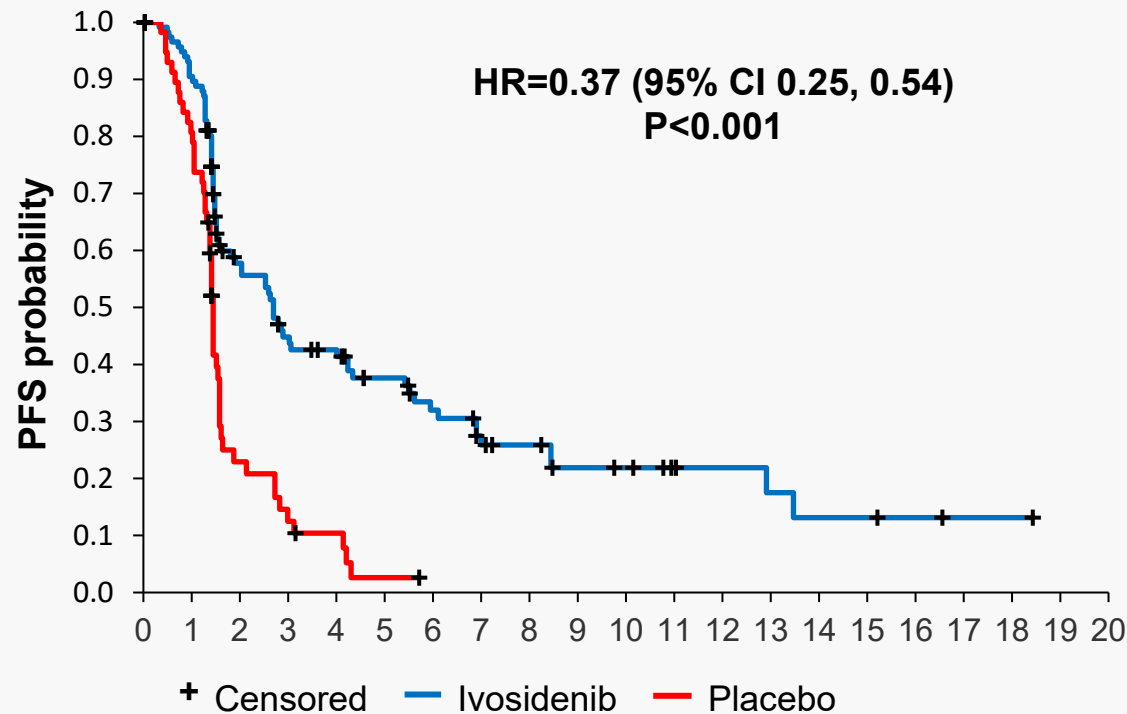 HR=0.37 (95% CI 0.25, 0.54)
P<0.001
PFS probability
1.0
0.9
0.8
0.7
0.6
0.5
0.4
0.3
0.2
0.1
0.0
0 1 2 3 4 5 6 7 8 9 10 11 12 13 14 15 16 17 18 19 20
Censored Ivosidenib Placebo